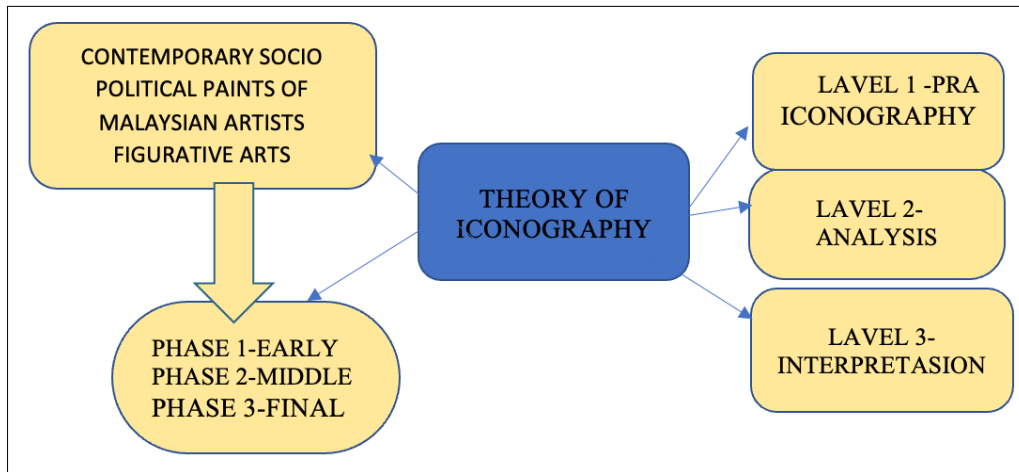 CONTEMPORARY SOCIO
POLITICAL PAINTS OF
MALAYSIAN ARTISTS
FIGURATIVE ARTS
PHASE 1-EARLY
PHASE 2-MIDDLE
PHASE 3-FINAL
THEORY OF
ICONOGRAPHY
LAVEL 1 -PRA
ICONOGRAPHY
LAVEL 2-
ANALYSIS
LAVEL 3-
INTERPRETASION